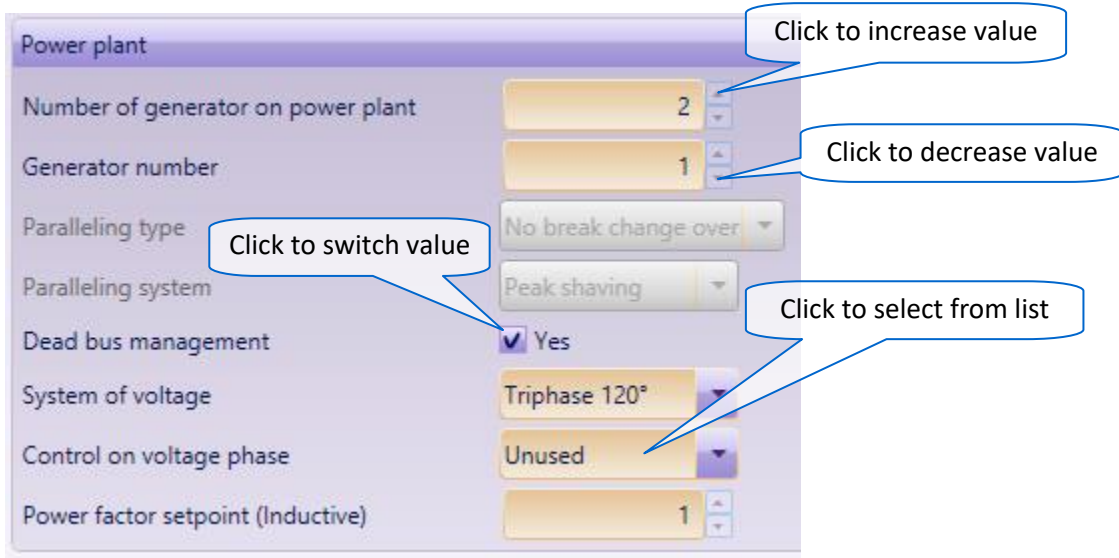 Power plant
Click to increase value
Number of generator on power plant 2
Generator number 1
Click to decrease value
Paralleling type No break change over
Click to switch value
Paralleling system Peak shaving
Click to select from list
Dead bus management Yes
System of voltage Triphase 120°
Control on voltage phase Unused
Power factor setpoint (Inductive) 1